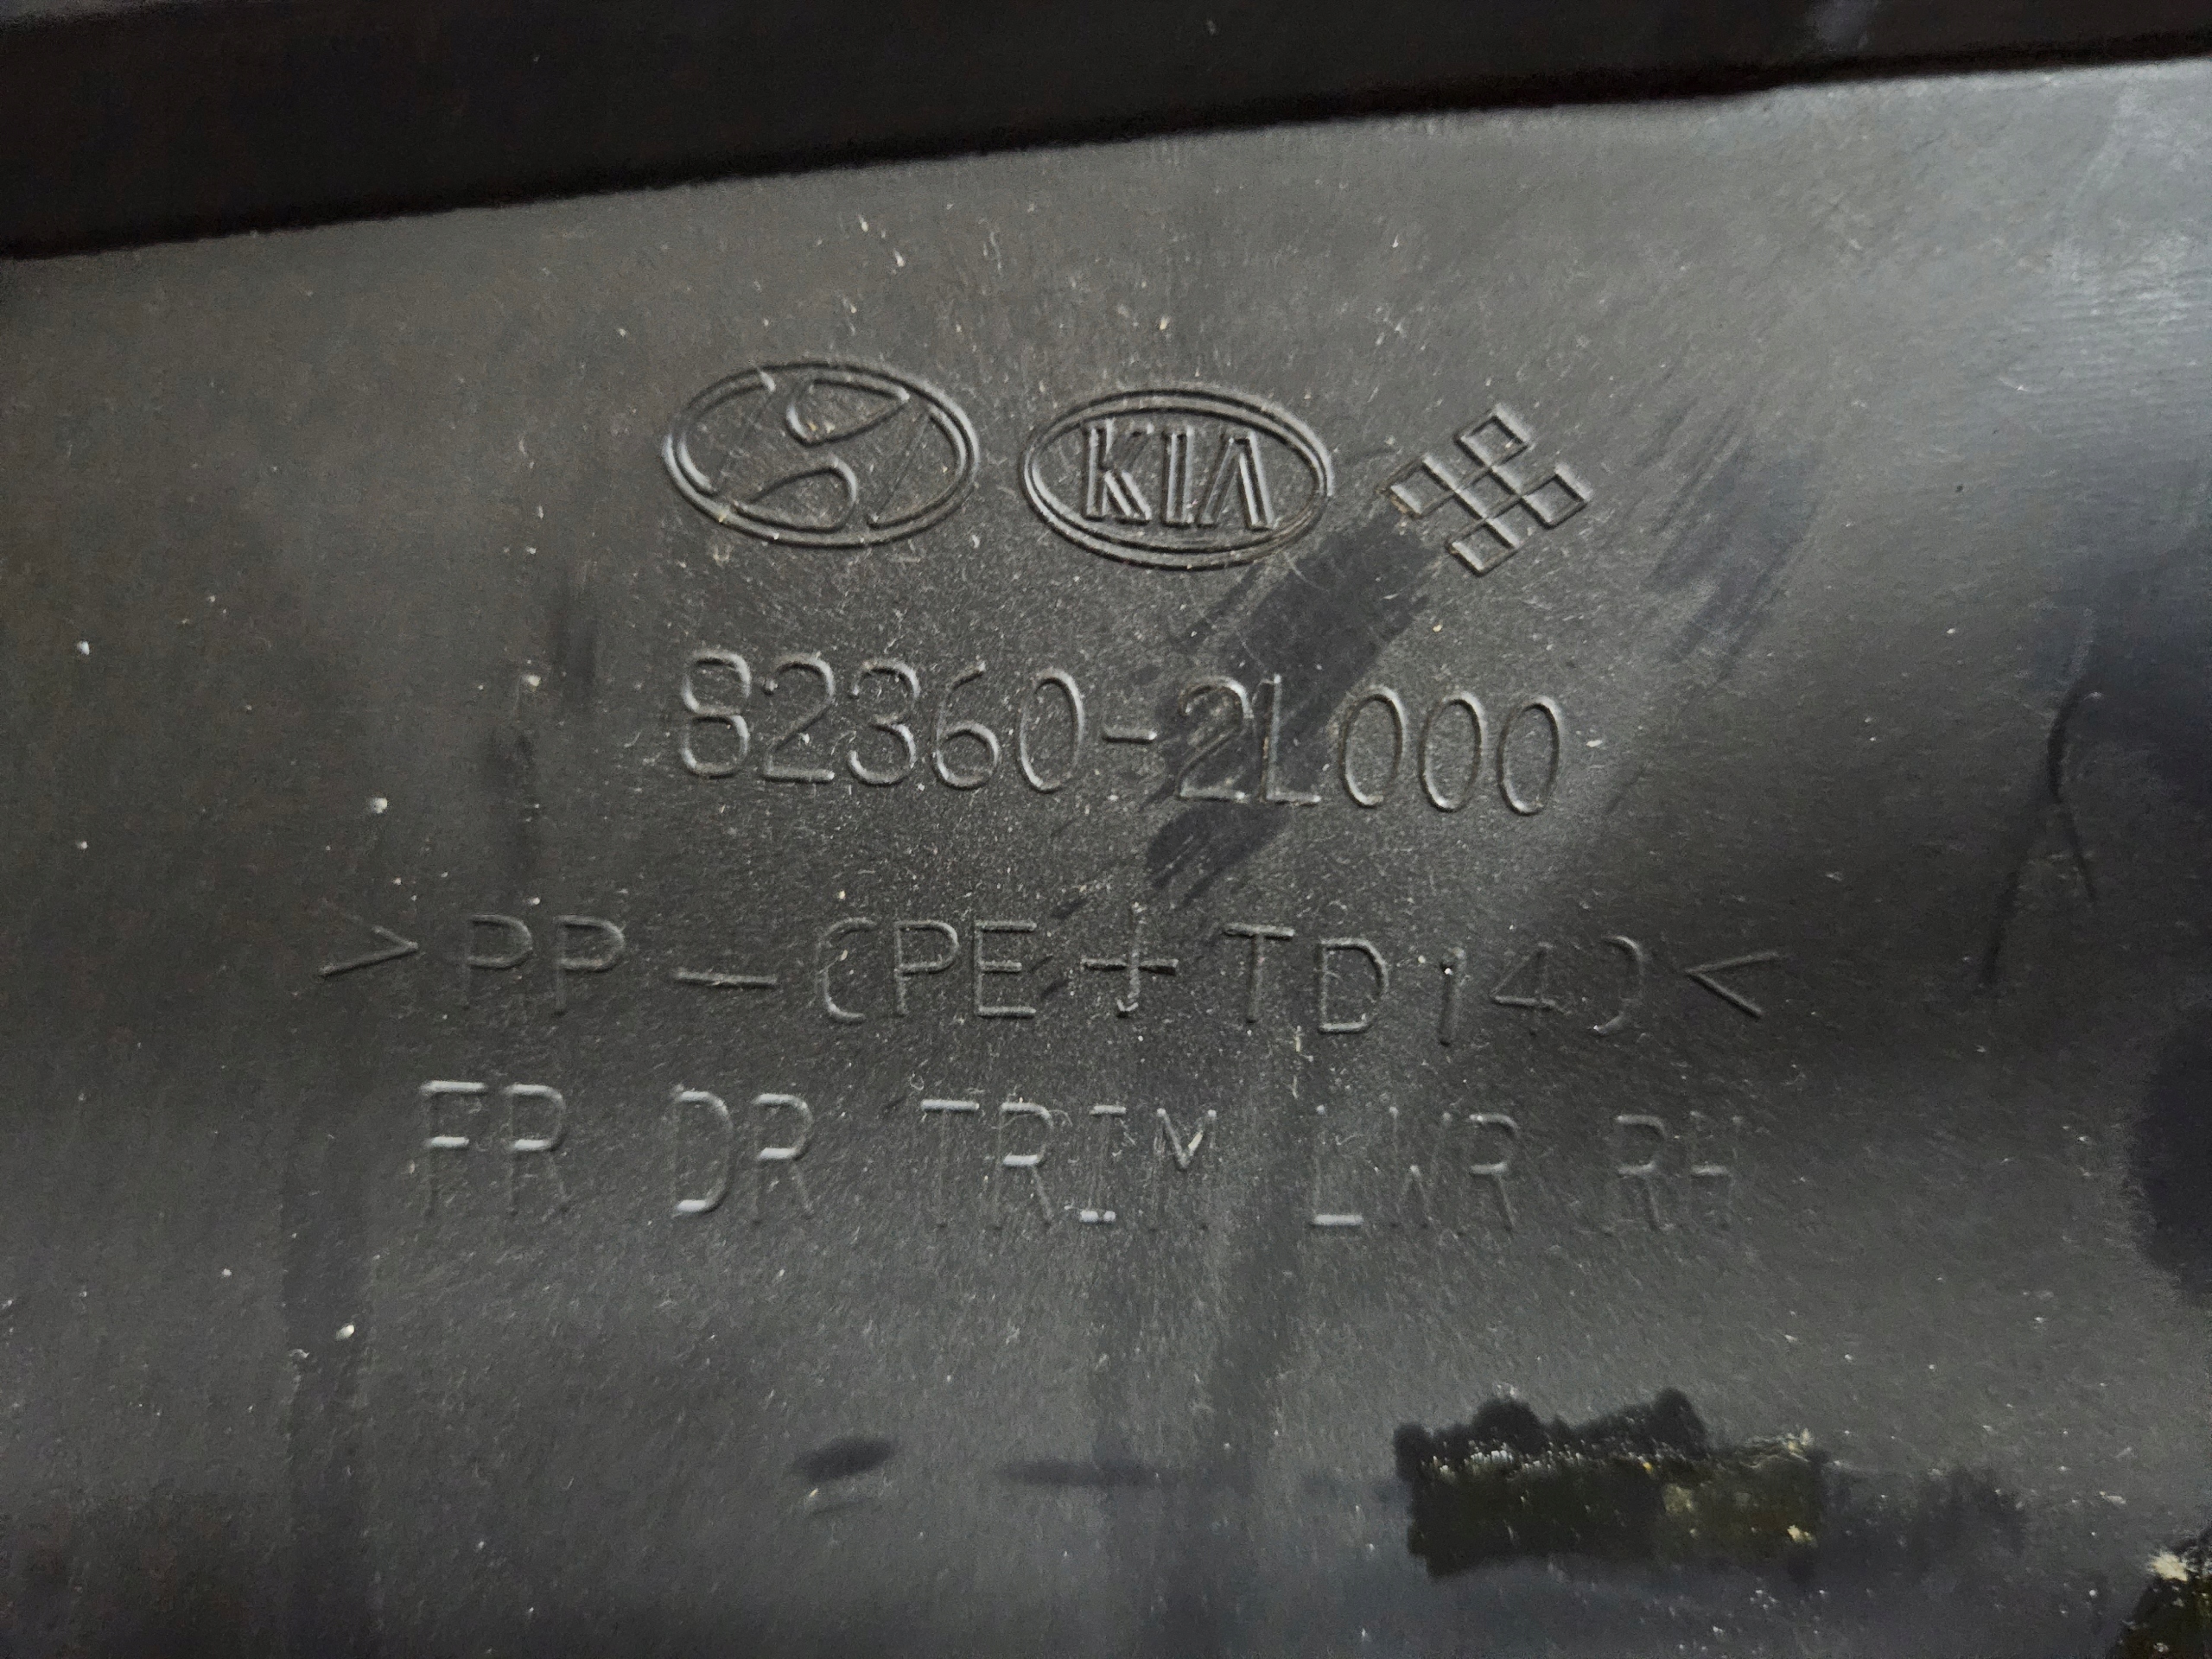 KIA
82360-2L000
>PP-(PE+TD14)<
FR DR TRIM LWR RH